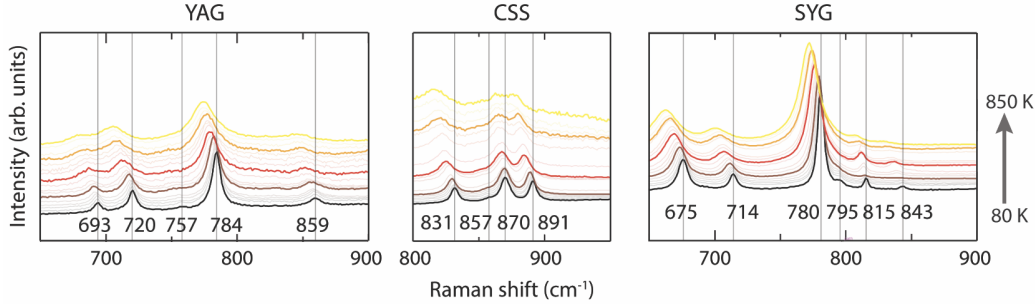 YAG
CSS
SYG
Intensity (arb. units)
693 720 757 784 859
831 857 870 891
675 714 780 795 815 843
850 K
80 K
700 800 900
800 900
700 800 900
Raman shift (cm⁻¹)